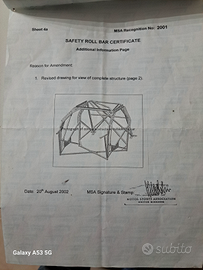 Sheet 4a
MSA Recognition No: 2001
SAFETY ROLL BAR CERTIFICATE
Additional Information Page
Reason for Amendment:
1. Revised drawing for view of complete structure (page 2).
Date: 20th August 2002
MSA Signature & Stamp
MOTOR SPORTS ASSOCIATION
Galaxy A53 5G
subito